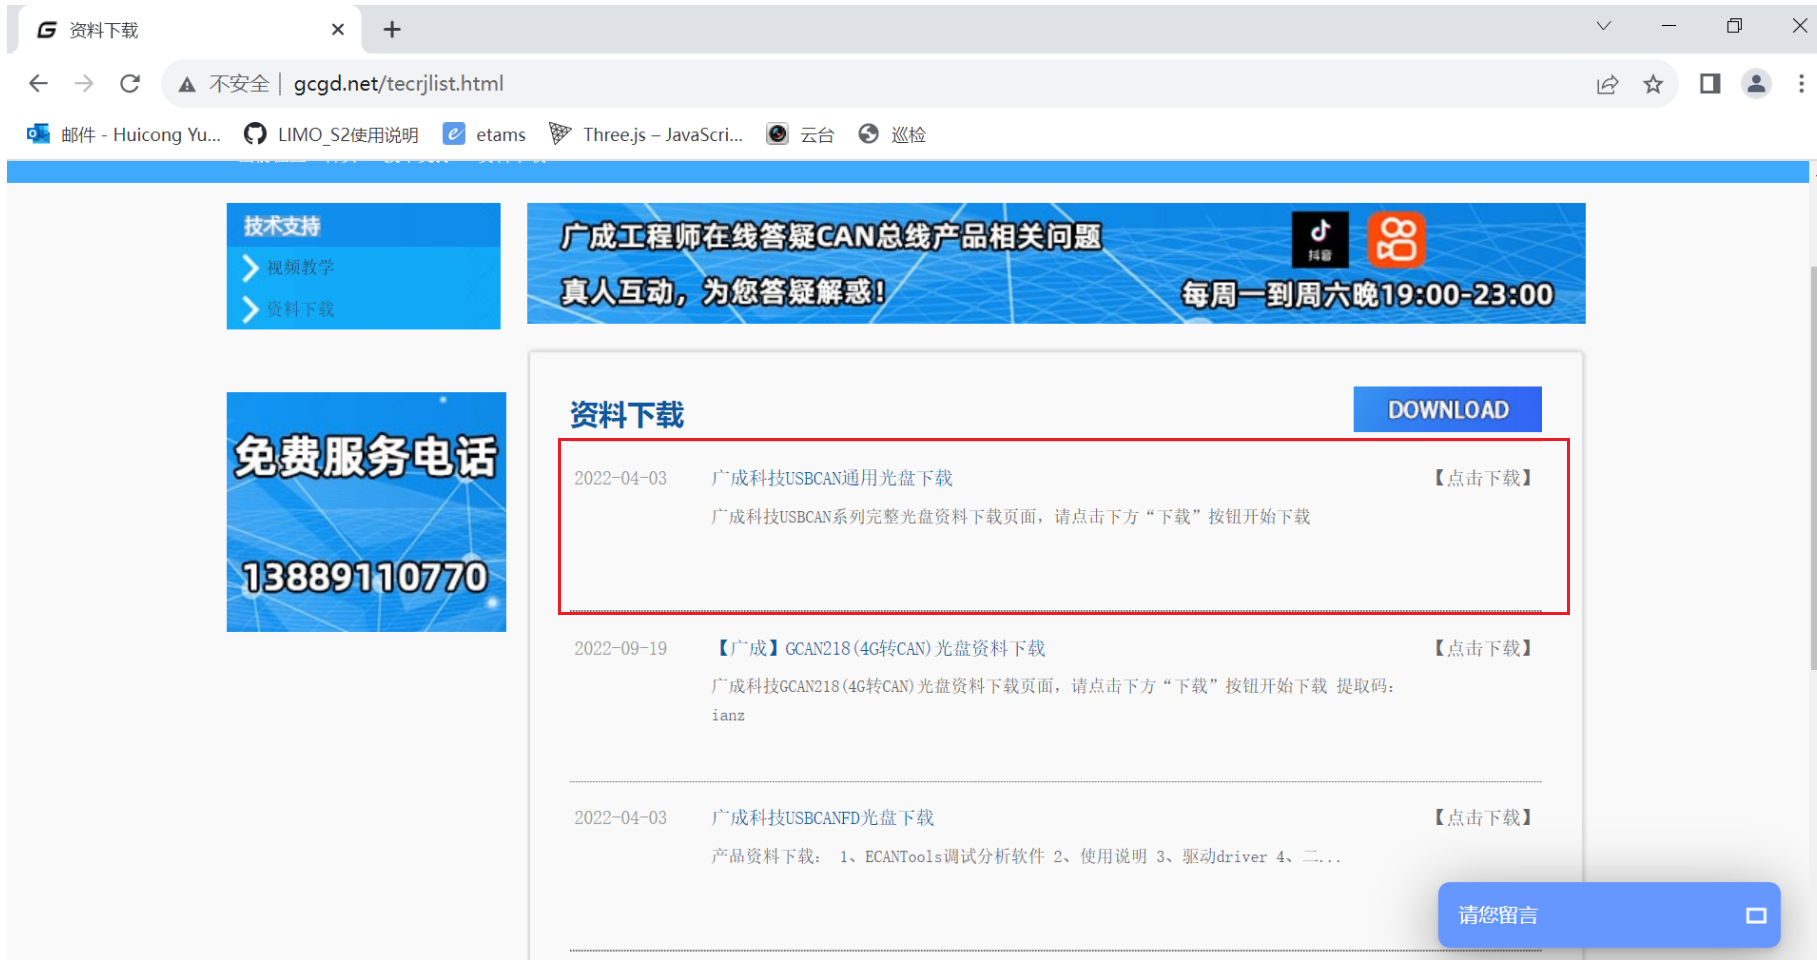 资料下载
不安全 | gcgd.net/tecrjlist.html
邮件 - Huicong Yu... LIMO_S2使用说明 etams Three.js – JavaScri... 云台 巡检
技术支持
视频教学
资料下载
广成工程师在线答疑CAN总线产品相关问题
真人互动，为您答疑解惑！
抖音
每周一到周六晚19:00-23:00
免费服务电话
13889110770
资料下载
DOWNLOAD
2022-04-03 广成科技USBCAN通用光盘下载 【点击下载】
广成科技USBCAN系列完整光盘资料下载页面，请点击下方“下载”按钮开始下载
2022-09-19 【广成】GCAN218(4G转CAN)光盘资料下载 【点击下载】
广成科技GCAN218(4G转CAN)光盘资料下载页面，请点击下方“下载”按钮开始下载 提取码：
ianz
2022-04-03 广成科技USBCANFD光盘下载 【点击下载】
产品资料下载： 1、ECANTools调试分析软件 2、使用说明 3、驱动driver 4、二...
请您留言